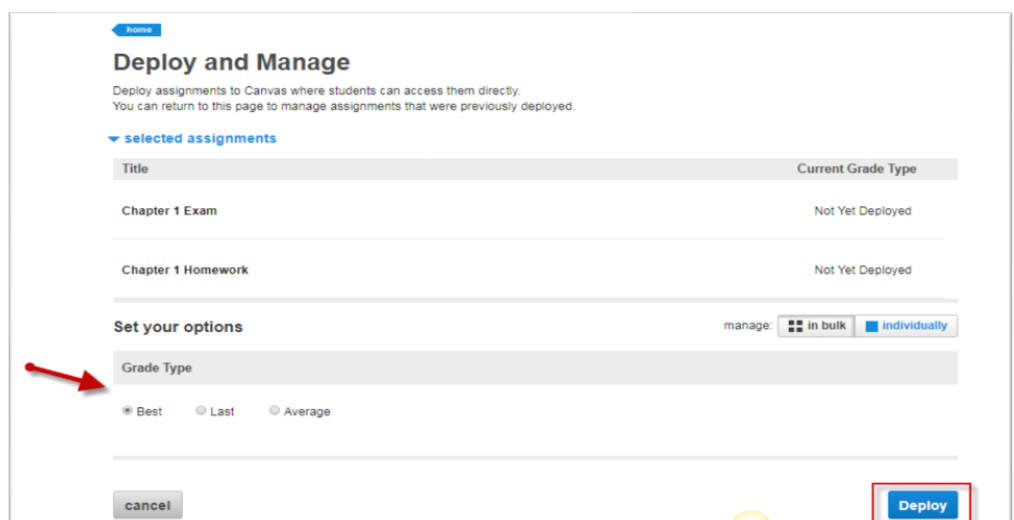 home
Deploy and Manage
Deploy assignments to Canvas where students can access them directly.
You can return to this page to manage assignments that were previously deployed.
selected assignments
Title Current Grade Type
Chapter 1 Exam Not Yet Deployed
Chapter 1 Homework Not Yet Deployed
Set your options manage: in bulk individually
Grade Type
Best Last Average
cancel Deploy